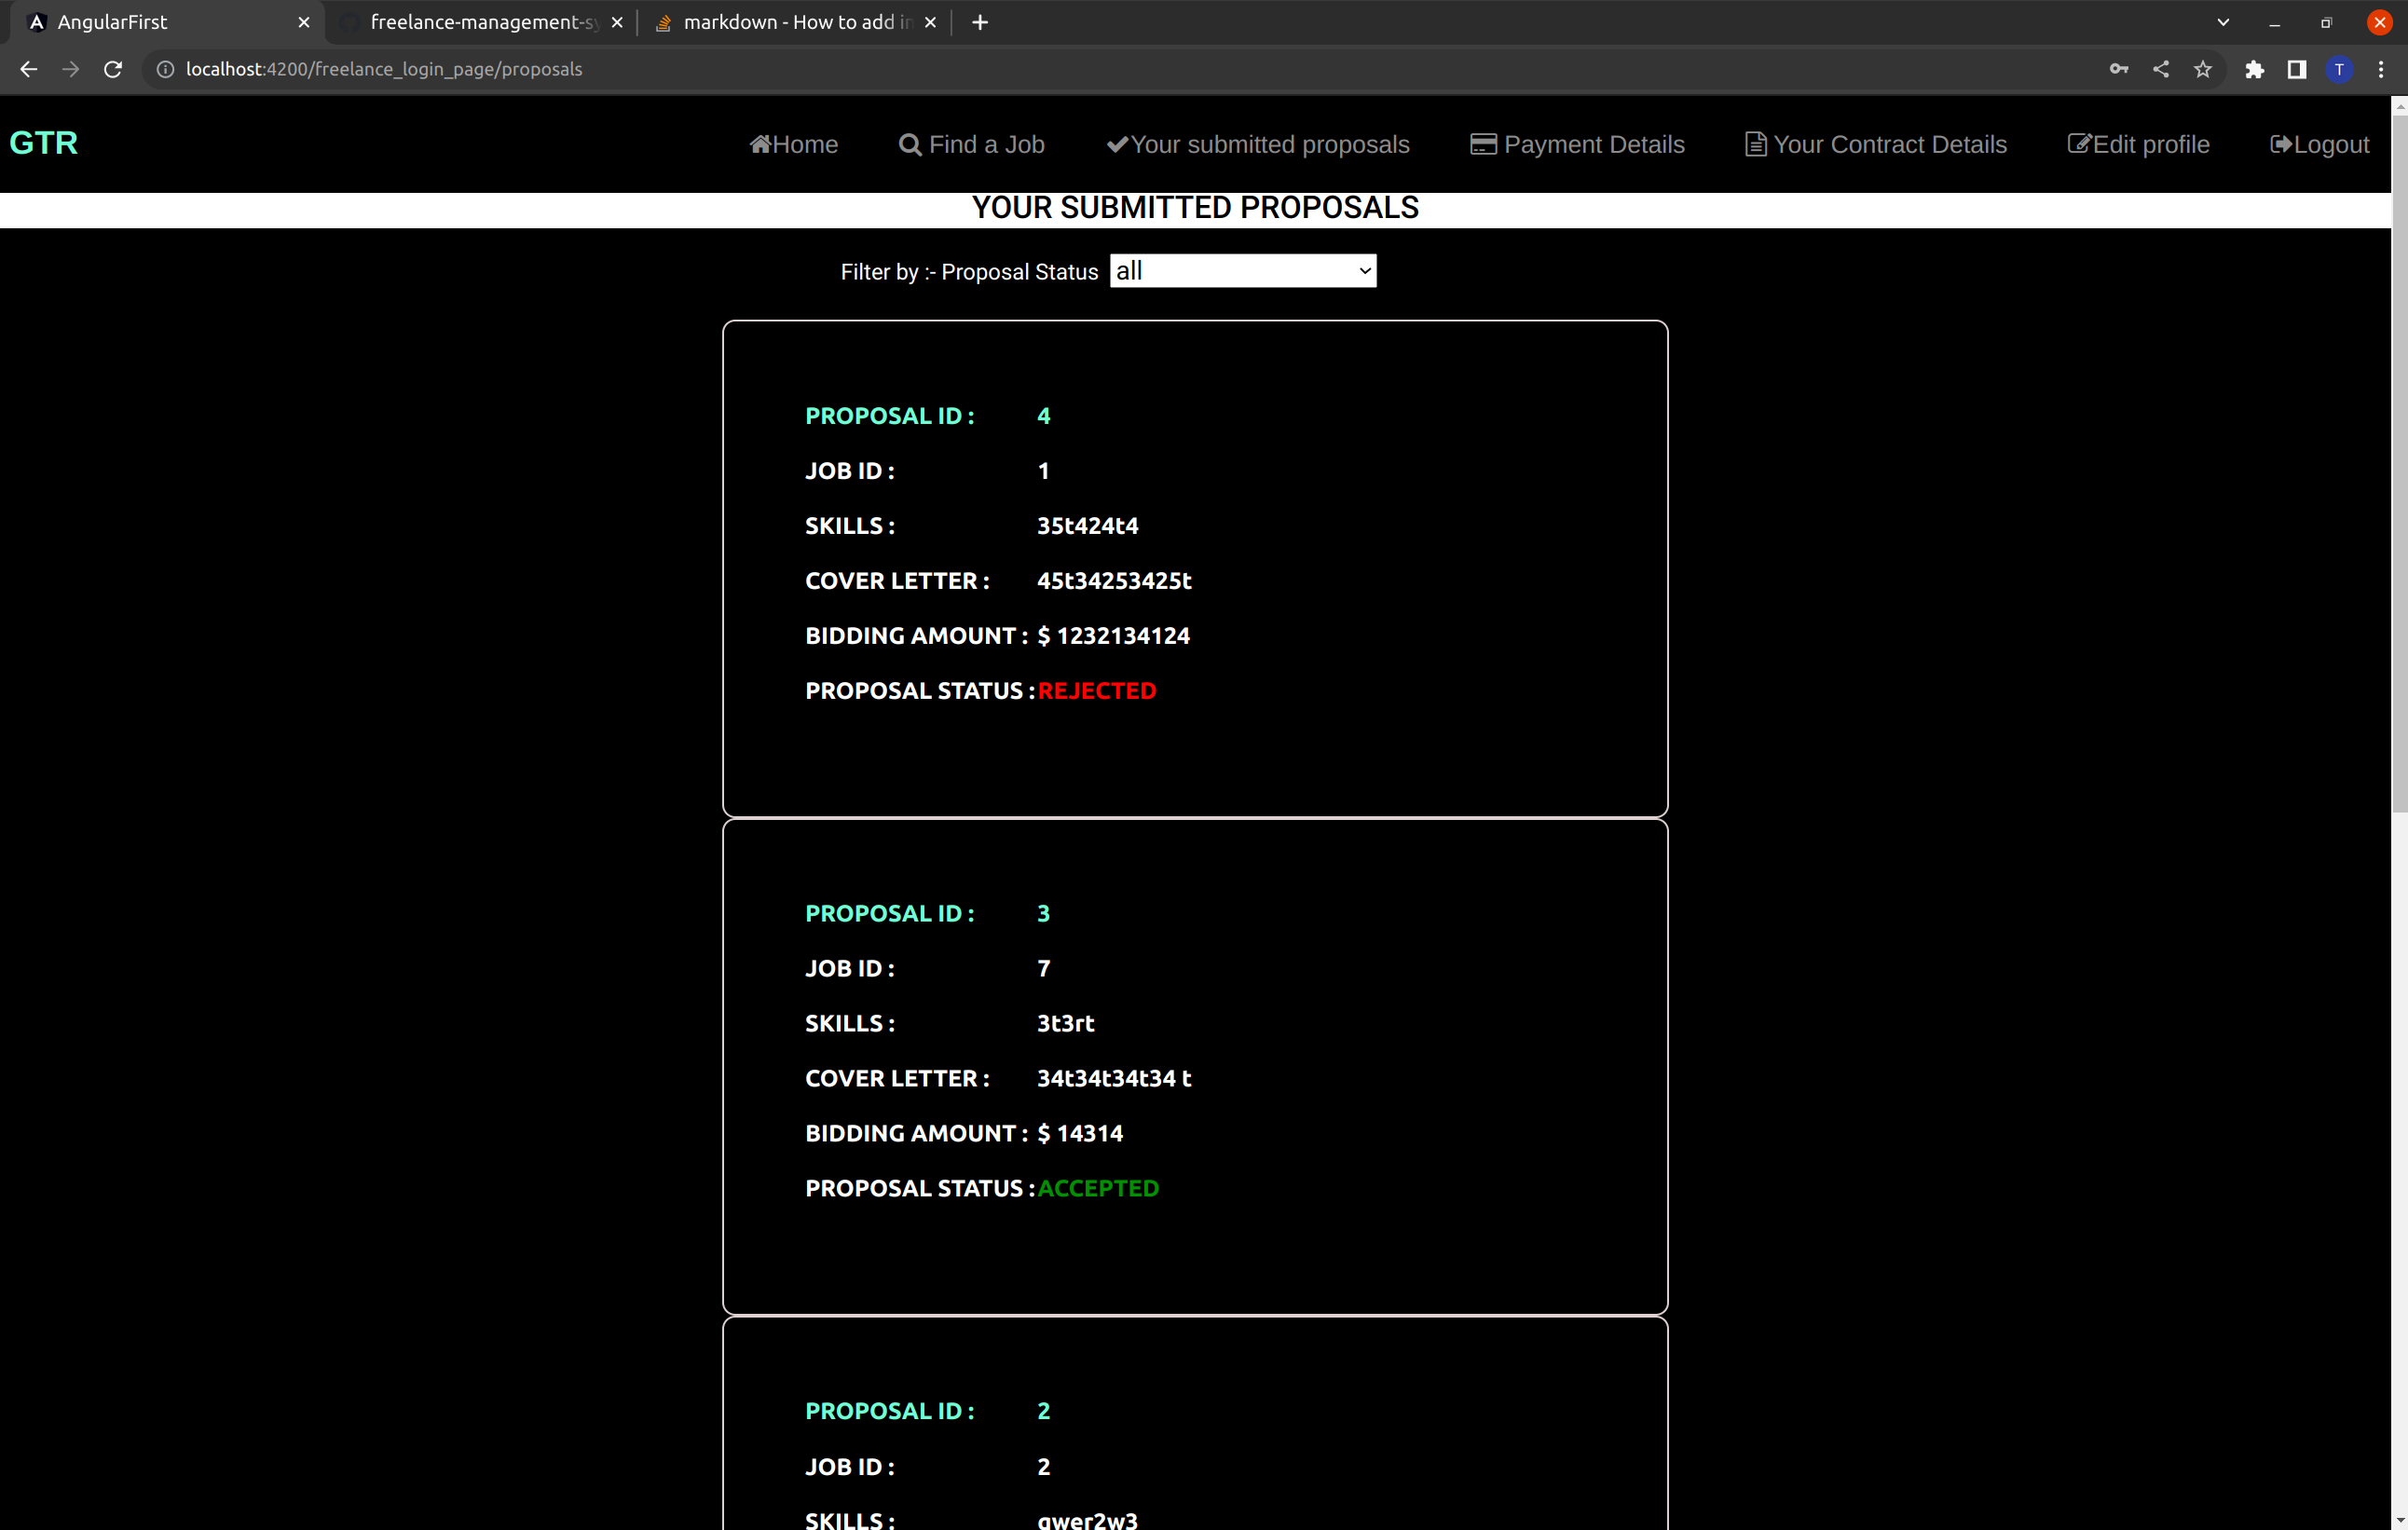 AngularFirst
freelance-management-sy
markdown - How to add in
localhost:4200/freelance_login_page/proposals
T
GTR
Home Find a Job Your submitted proposals Payment Details Your Contract Details Edit profile Logout
YOUR SUBMITTED PROPOSALS
Filter by :- Proposal Status all
PROPOSAL ID : 4
JOB ID : 1
SKILLS : 35t424t4
COVER LETTER : 45t34253425t
BIDDING AMOUNT : $ 1232134124
PROPOSAL STATUS : REJECTED
PROPOSAL ID : 3
JOB ID : 7
SKILLS : 3t3rt
COVER LETTER : 34t34t34t34 t
BIDDING AMOUNT : $ 14314
PROPOSAL STATUS : ACCEPTED
PROPOSAL ID : 2
JOB ID : 2
SKILLS : qwer2w3